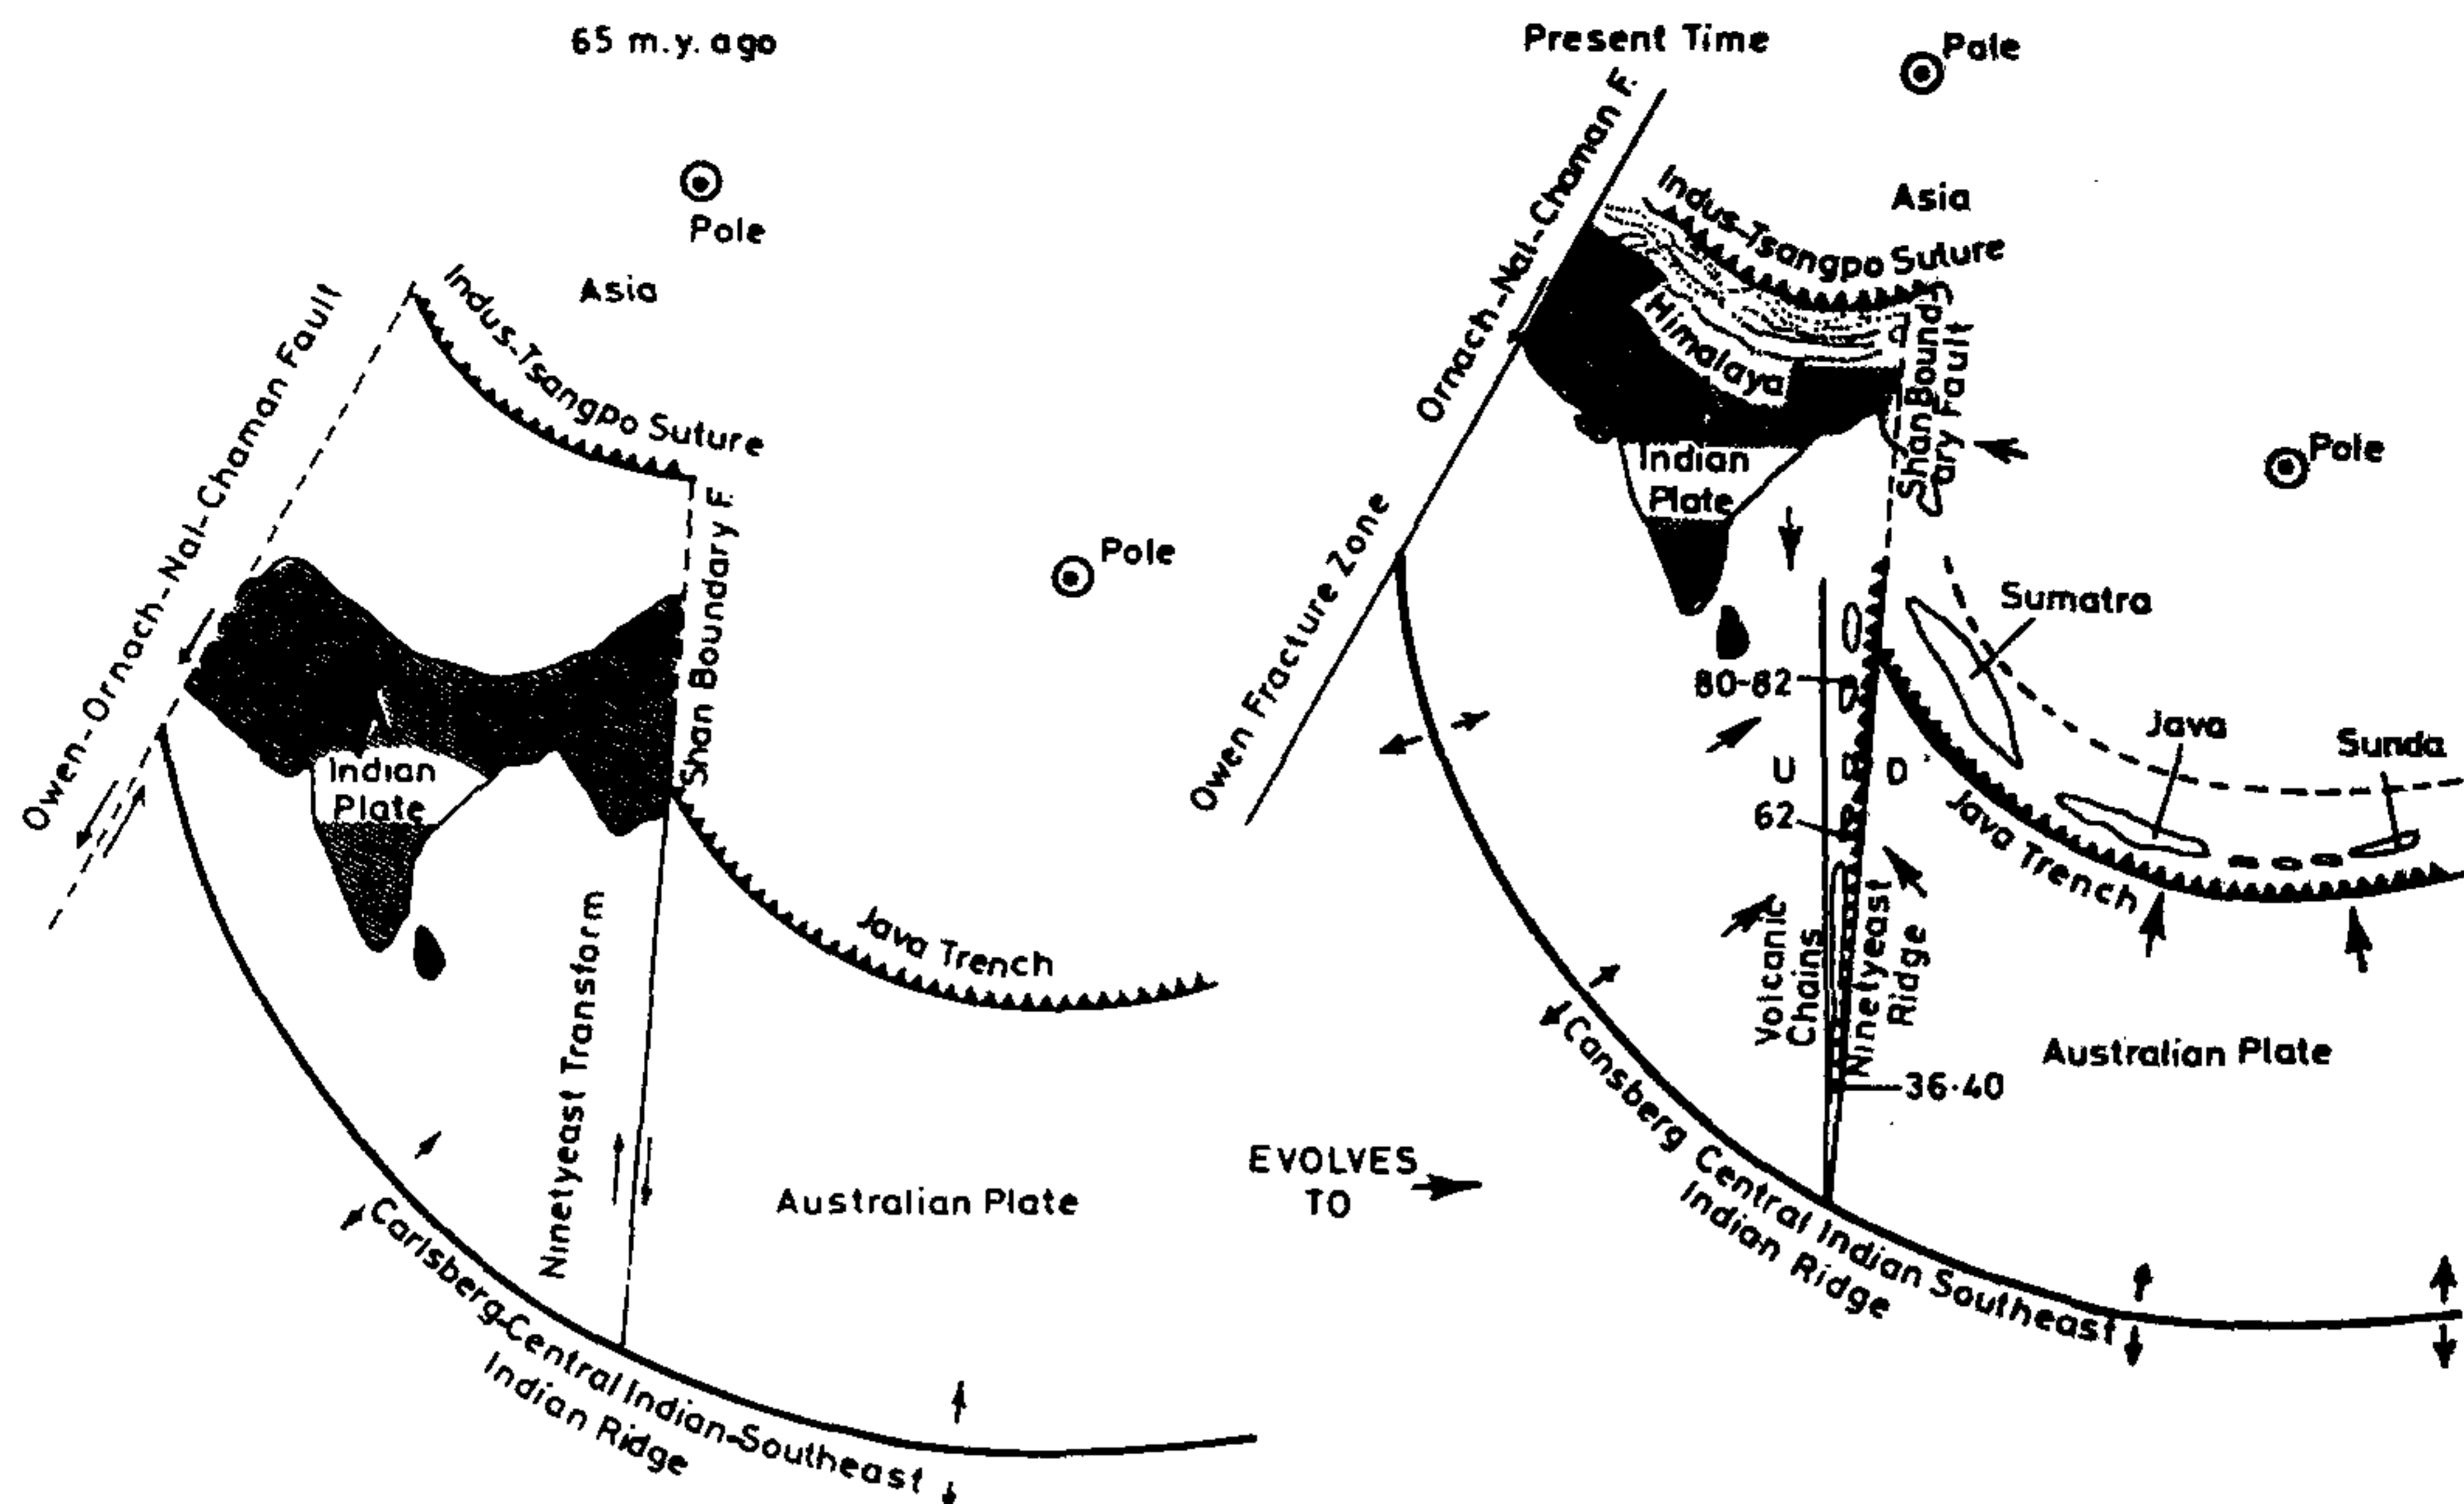 65 m.y. ago
Pole
Asia
Indus-Tsangpo Suture
Owen-Ornach-Nal-Chaman Fault
Shan Boundary F.
Pole
Indian
Plate
Java Trench
Ninetyeast Transform
Australian Plate
Carlsberg-Central Indian-Southeast
Indian Ridge
EVOLVES
TO
Present Time
Pole
Ornach-Nal-Chaman F.
Indus-Tsangpo Suture
Asia
Himalaya
Shan Bound-
ary Fault
Pole
Indian
Plate
Owen Fracture Zone
Sumatra
80-82
Java
Sunda
U
D
62
Java Trench
Volcanic
Chains
Ninetyeast
Ridge
Australian Plate
36-40
Cansberg Central Indian Southeast
Indian Ridge